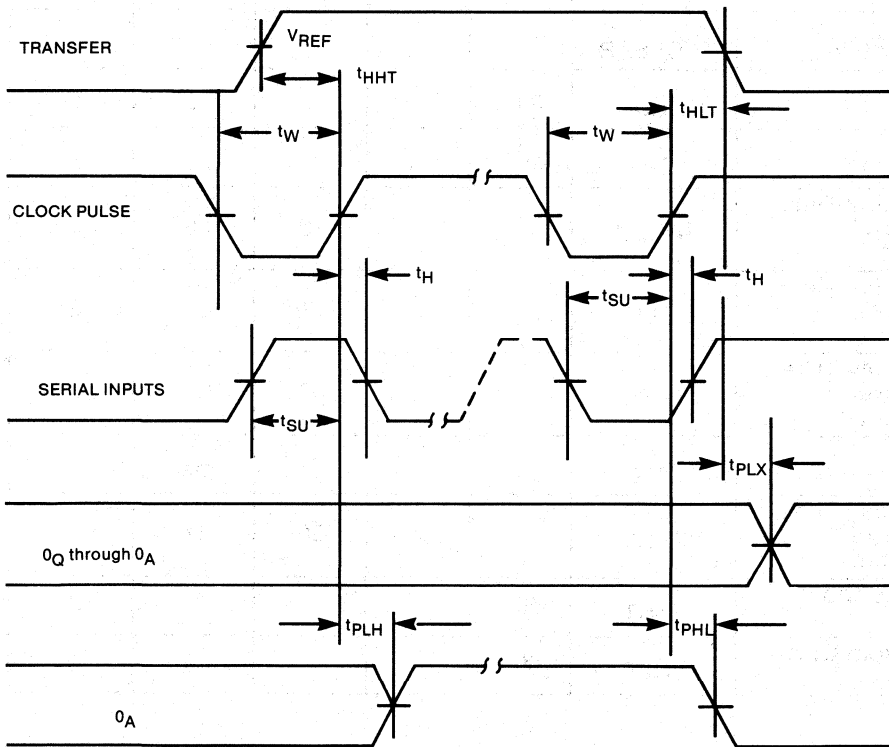 TRANSFER
VREF
tHHT
tHLT
tW
tW
CLOCK PULSE
tH
tH
tSU
SERIAL INPUTS
tSU
tPLX
0Q through 0A
tPLH
tPHL
0A